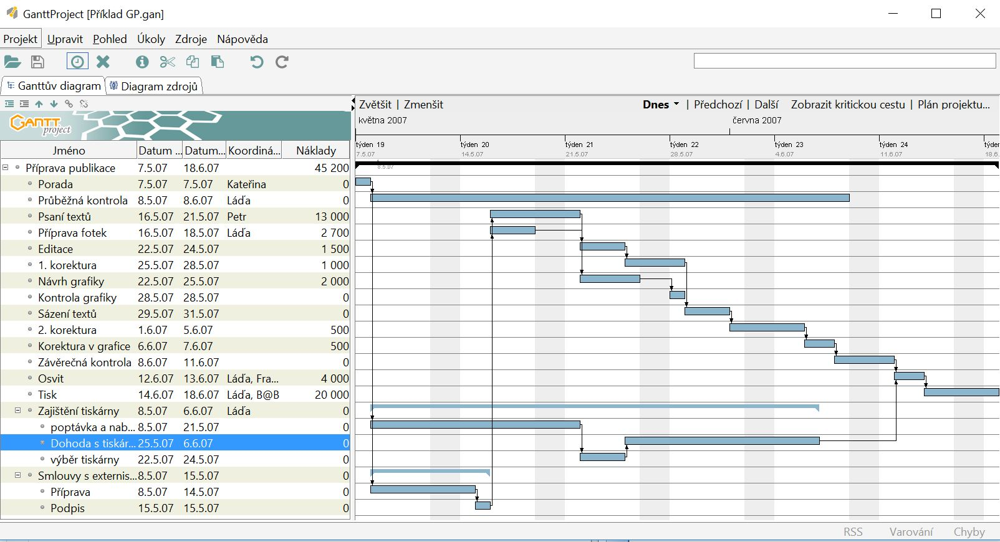 GanttProject [Příklad GP.gan]
Projekt Upravit Pohled Úkoly Zdroje Nápověda
Ganttův diagram Diagram zdrojů
Zvětšit | Zmenšit Dnes | Předchozí | Další Zobrazit kritickou cestu | Plán projektu...
GANTT project
května 2007 června 2007
týden 19 týden 20 týden 21 týden 22 týden 23 týden 24
7.5.07 14.5.07 21.5.07 28.5.07 4.6.07 11.6.07
8.5.07
Jméno Datum ... Datum... Koordiná... Náklady
Příprava publikace 7.5.07 18.6.07 45 200
Porada 7.5.07 7.5.07 Kateřina 0
Průběžná kontrola 8.5.07 8.6.07 Láďa 0
Psaní textů 16.5.07 21.5.07 Petr 13 000
Příprava fotek 16.5.07 18.5.07 Láďa 2 700
Editace 22.5.07 24.5.07 1 500
1. korektura 25.5.07 28.5.07 1 000
Návrh grafiky 22.5.07 25.5.07 2 000
Kontrola grafiky 28.5.07 28.5.07 0
Sázení textů 29.5.07 31.5.07 0
2. korektura 1.6.07 5.6.07 500
Korektura v grafice 6.6.07 7.6.07 500
Závěrečná kontrola 8.6.07 11.6.07 0
Osvit 12.6.07 13.6.07 Láďa, Fra... 4 000
Tisk 14.6.07 18.6.07 Láďa, B@B 20 000
Zajištění tiskárny 8.5.07 6.6.07 Láďa 0
poptávka a nab... 8.5.07 21.5.07 0
Dohoda s tiskár... 25.5.07 6.6.07 0
výběr tiskárny 22.5.07 24.5.07 0
Smlouvy s externis... 8.5.07 15.5.07 0
Příprava 8.5.07 14.5.07 0
Podpis 15.5.07 15.5.07 0
RSS Varování Chyby